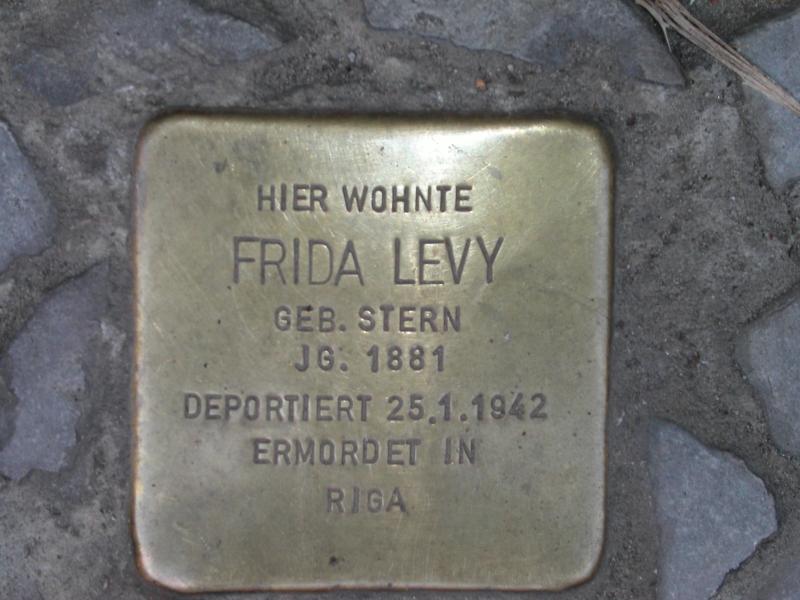 HIER WOHNTE
FRIDA LEVY
GEB. STERN
JG. 1881
DEPORTIERT 25.1.1942
ERMORDET IN
RIGA